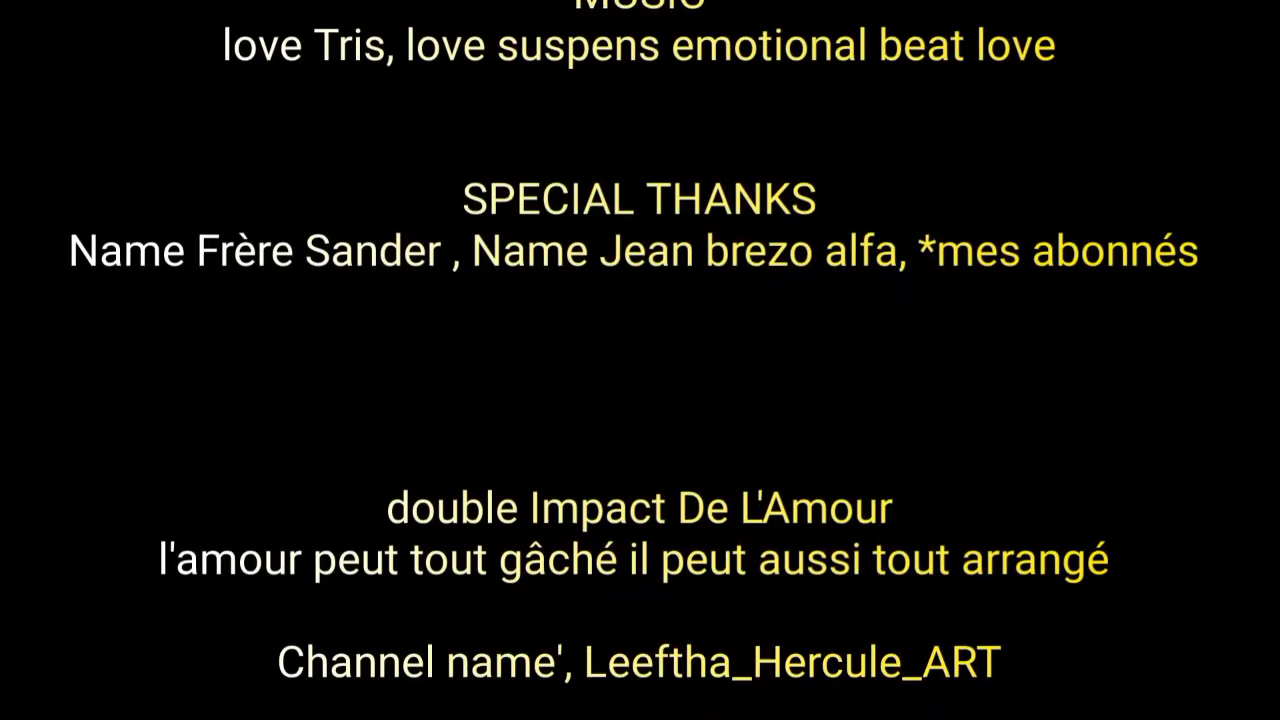 MUSIC
love Tris, love suspens emotional beat love
SPECIAL THANKS
Name Frère Sander , Name Jean brezo alfa, *mes abonnés
double Impact De L'Amour
l'amour peut tout gâché il peut aussi tout arrangé
Channel name', Leeftha_Hercule_ART